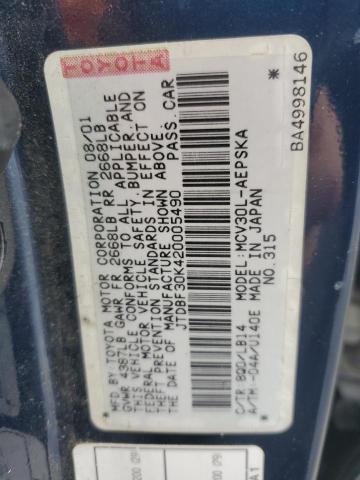 TOYOTA
MFD BY TOYOTA MOTOR CORPORATION 08/01
GVWR 4387LB GAWR FR 2668LB RR 2668LB
THIS VEHICLE CONFORMS TO ALL APPLICABLE
FEDERAL MOTOR VEHICLE SAFETY, BUMPER, AND
THEFT PREVENTION STANDARDS IN EFFECT ON
THE DATE OF MANUFACTURE SHOWN ABOVE.
JTDBF30K420005490 PASS. CAR
*
C/TR 8Q0/LB14 MODEL:MCV30L-AEPSKA
A/TM -04A/U140E MADE IN JAPAN
NO.315
BA4998146